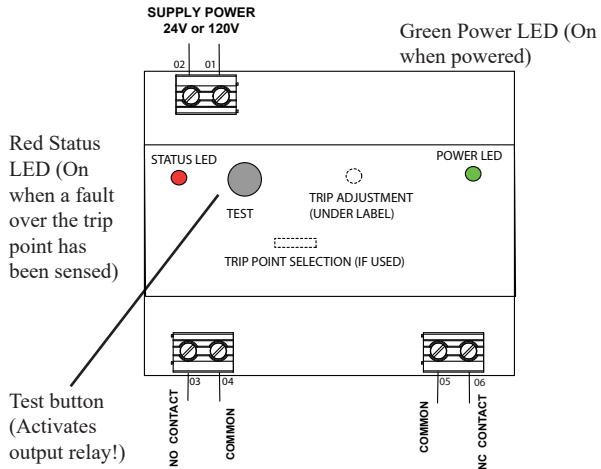 SUPPLY POWER
24V or 120V
Green Power LED (On
when powered)
02
01
Red Status
LED (On
when a fault
over the trip
point has
been sensed)
STATUS LED
POWER LED
TEST
TRIP ADJUSTMENT
(UNDER LABEL)
TRIP POINT SELECTION (IF USED)
Test button
(Activates
output relay!)
03
04
05
06
NO CONTACT
COMMON
COMMON
NC CONTACT